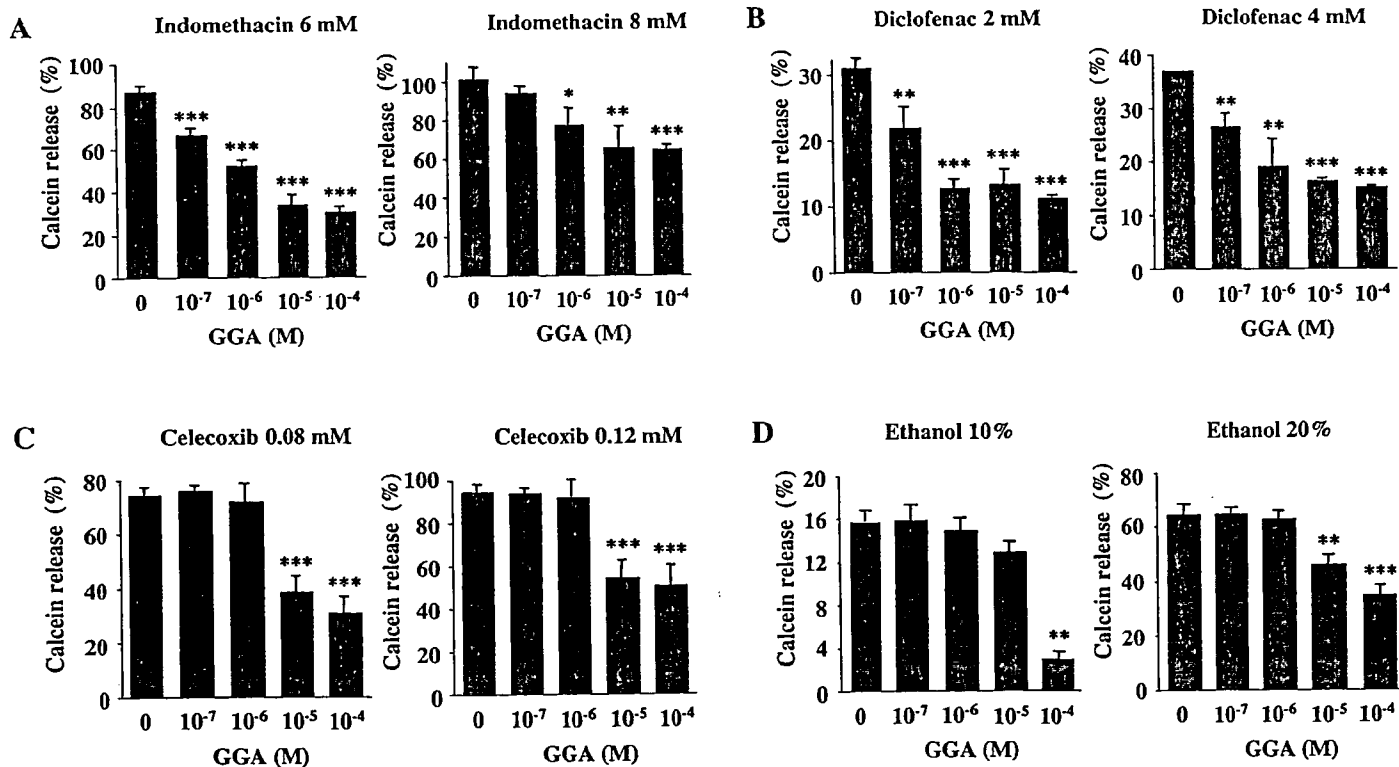 A
Indomethacin 6 mM
Calcein release (%)
100
80
60
40
20
0
***
***
***
***
0 10⁻⁷ 10⁻⁶ 10⁻⁵ 10⁻⁴
GGA (M)
Indomethacin 8 mM
Calcein release (%)
100
80
60
40
20
0
*
**
***
0 10⁻⁷ 10⁻⁶ 10⁻⁵ 10⁻⁴
GGA (M)
B
Diclofenac 2 mM
Calcein release (%)
30
20
10
0
**
***
***
***
0 10⁻⁷ 10⁻⁶ 10⁻⁵ 10⁻⁴
GGA (M)
Diclofenac 4 mM
Calcein release (%)
40
30
20
10
0
**
**
***
***
0 10⁻⁷ 10⁻⁶ 10⁻⁵ 10⁻⁴
GGA (M)
C
Celecoxib 0.08 mM
Calcein release (%)
80
60
40
20
0
***
***
0 10⁻⁷ 10⁻⁶ 10⁻⁵ 10⁻⁴
GGA (M)
Celecoxib 0.12 mM
Calcein release (%)
100
80
60
40
20
0
***
***
0 10⁻⁷ 10⁻⁶ 10⁻⁵ 10⁻⁴
GGA (M)
D
Ethanol 10%
Calcein release (%)
20
16
12
8
4
0
**
0 10⁻⁷ 10⁻⁶ 10⁻⁵ 10⁻⁴
GGA (M)
Ethanol 20%
Calcein release (%)
80
60
40
20
0
**
***
0 10⁻⁷ 10⁻⁶ 10⁻⁵ 10⁻⁴
GGA (M)